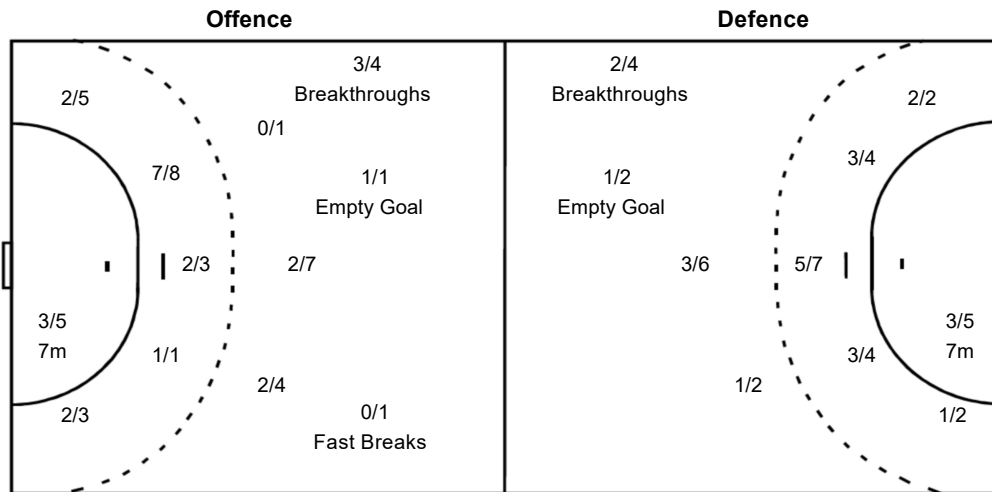 Offence
Defence
3/4
Breakthroughs
2/4
Breakthroughs
2/5
2/2
0/1
7/8
3/4
1/1
Empty Goal
1/2
Empty Goal
2/3
2/7
3/6
5/7
3/5
7m
3/5
7m
1/1
3/4
2/4
1/2
2/3
0/1
Fast Breaks
1/2